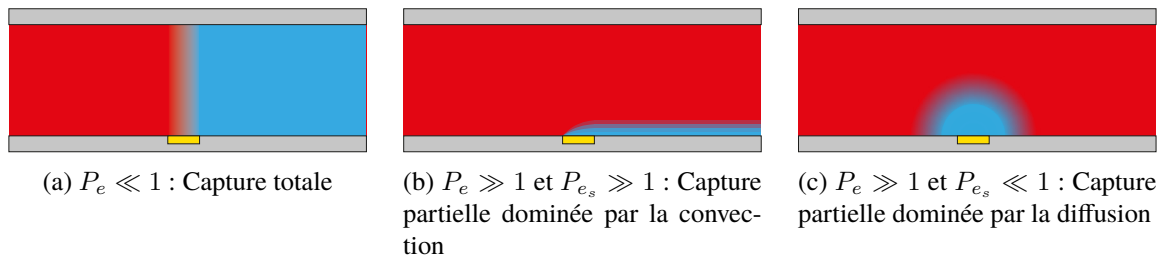 (a) $P_e \ll 1$ : Capture totale
(b) $P_e \gg 1$ et $P_{e_s} \gg 1$ : Capture
partielle dominée par la convec-
tion
(c) $P_e \gg 1$ et $P_{e_s} \ll 1$ : Capture
partielle dominée par la diffusion